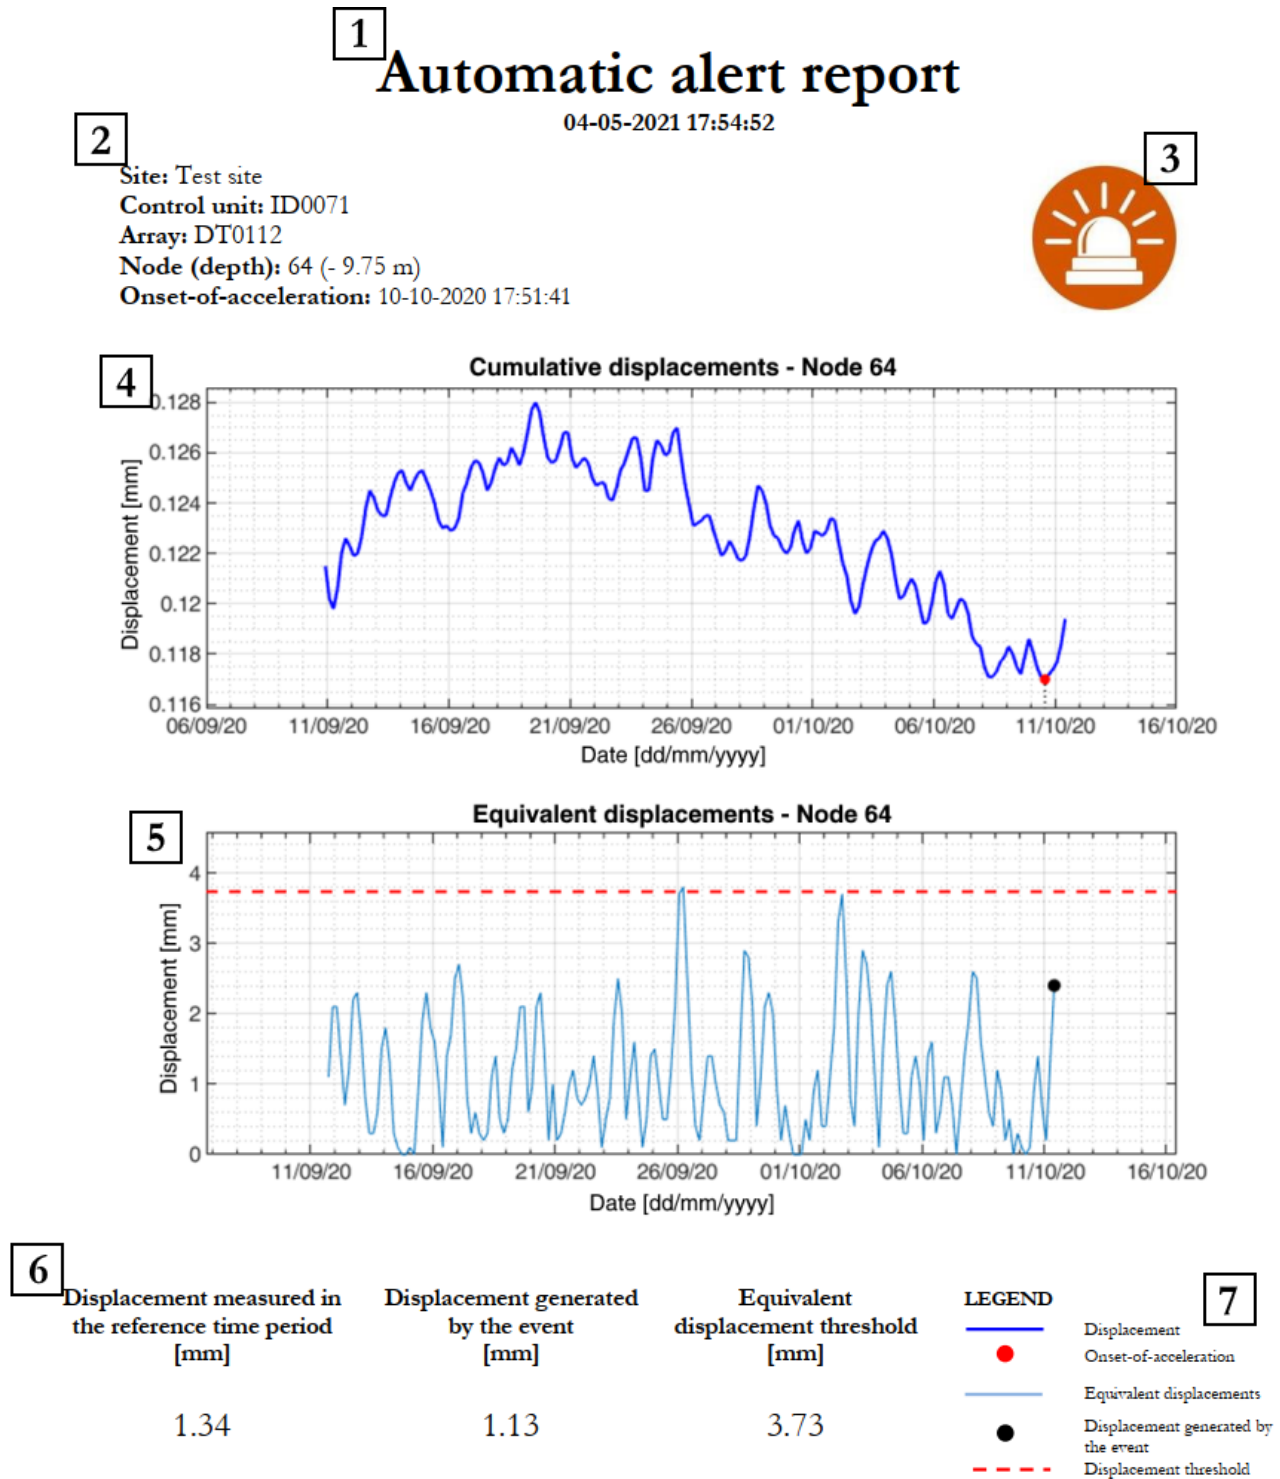 1
Automatic alert report
04-05-2021 17:54:52
2
Site: Test site
Control unit: ID0071
Array: DT0112
Node (depth): 64 (- 9.75 m)
Onset-of-acceleration: 10-10-2020 17:51:41
3
4
Cumulative displacements - Node 64
Displacement [mm]
0.128
0.126
0.124
0.122
0.12
0.118
0.116
06/09/20 11/09/20 16/09/20 21/09/20 26/09/20 01/10/20 06/10/20 11/10/20 16/10/20
Date [dd/mm/yyyy]
5
Equivalent displacements - Node 64
Displacement [mm]
4
3
2
1
0
11/09/20 16/09/20 21/09/20 26/09/20 01/10/20 06/10/20 11/10/20 16/10/20
Date [dd/mm/yyyy]
6
Displacement measured in
the reference time period
[mm]
1.34
Displacement generated
by the event
[mm]
1.13
Equivalent
displacement threshold
[mm]
3.73
7
LEGEND
Displacement
Onset-of-acceleration
Equivalent displacements
Displacement generated by
the event
Displacement threshold